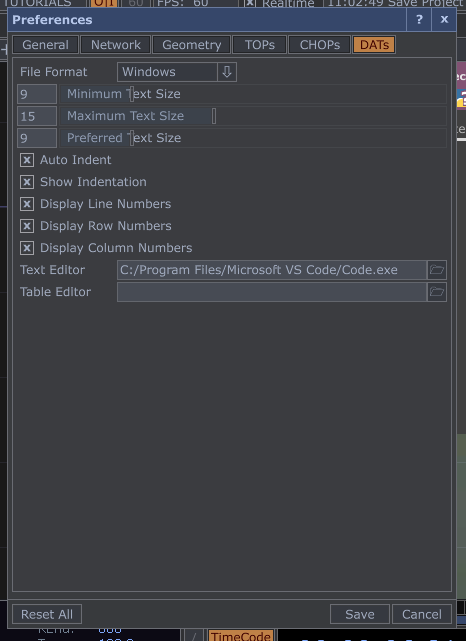 TUTORIALS O|I 60 FPS: 60 x Realtime 11:02:49 Save Project
Preferences ? x
General Network Geometry TOPs CHOPs DATs
File Format Windows
9 Minimum Text Size
15 Maximum Text Size
9 Preferred Text Size
x Auto Indent
x Show Indentation
x Display Line Numbers
x Display Row Numbers
x Display Column Numbers
Text Editor C:/Program Files/Microsoft VS Code/Code.exe
Table Editor
Reset All Save Cancel
REnd: 600
/ TimeCode